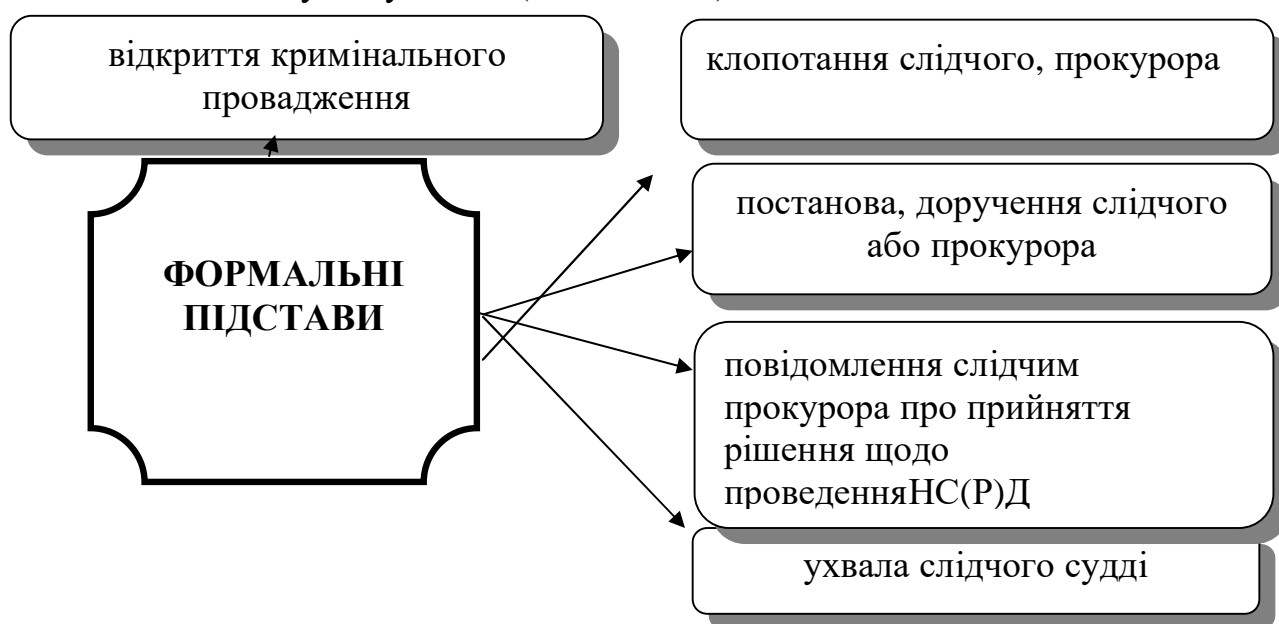 відкриття кримінального
провадження
клопотання слідчого, прокурора
постанова, доручення слідчого
або прокурора
ФОРМАЛЬНІ
ПІДСТАВИ
повідомлення слідчим
прокурора про прийняття
рішення щодо
проведенняНС(Р)Д
ухвала слідчого судді